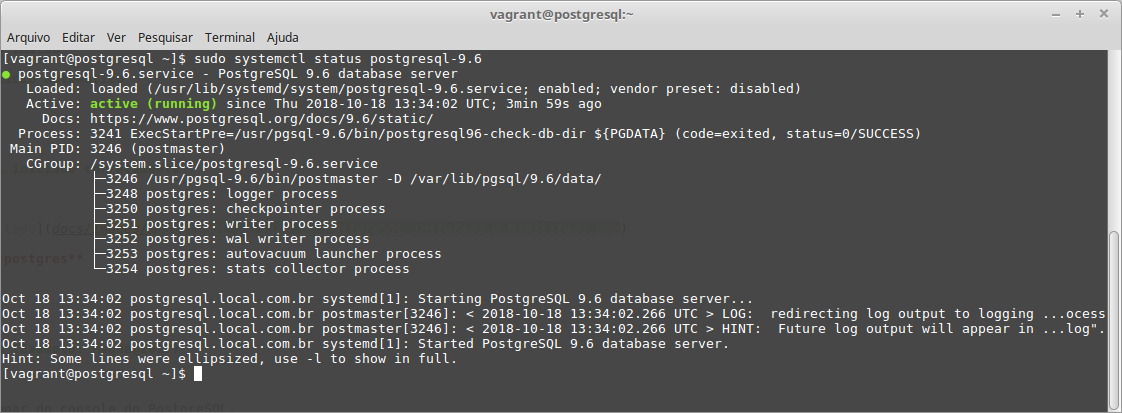 vagrant@postgresql:~
Arquivo Editar Ver Pesquisar Terminal Ajuda
[vagrant@postgresql ~]$ sudo systemctl status postgresql-9.6
● postgresql-9.6.service - PostgreSQL 9.6 database server
   Loaded: loaded (/usr/lib/systemd/system/postgresql-9.6.service; enabled; vendor preset: disabled)
   Active: active (running) since Thu 2018-10-18 13:34:02 UTC; 3min 59s ago
     Docs: https://www.postgresql.org/docs/9.6/static/
  Process: 3241 ExecStartPre=/usr/pgsql-9.6/bin/postgresql96-check-db-dir ${PGDATA} (code=exited, status=0/SUCCESS)
 Main PID: 3246 (postmaster)
   CGroup: /system.slice/postgresql-9.6.service
           ├─3246 /usr/pgsql-9.6/bin/postmaster -D /var/lib/pgsql/9.6/data/
           ├─3248 postgres: logger process
           ├─3250 postgres: checkpointer process
           ├─3251 postgres: writer process
           ├─3252 postgres: wal writer process
           ├─3253 postgres: autovacuum launcher process
           └─3254 postgres: stats collector process
Oct 18 13:34:02 postgresql.local.com.br systemd[1]: Starting PostgreSQL 9.6 database server...
Oct 18 13:34:02 postgresql.local.com.br postmaster[3246]: < 2018-10-18 13:34:02.266 UTC > LOG:  redirecting log output to logging ...ocess
Oct 18 13:34:02 postgresql.local.com.br postmaster[3246]: < 2018-10-18 13:34:02.266 UTC > HINT:  Future log output will appear in ...log".
Oct 18 13:34:02 postgresql.local.com.br systemd[1]: Started PostgreSQL 9.6 database server.
Hint: Some lines were ellipsized, use -l to show in full.
[vagrant@postgresql ~]$
postgres**
do console do PostgreSQL